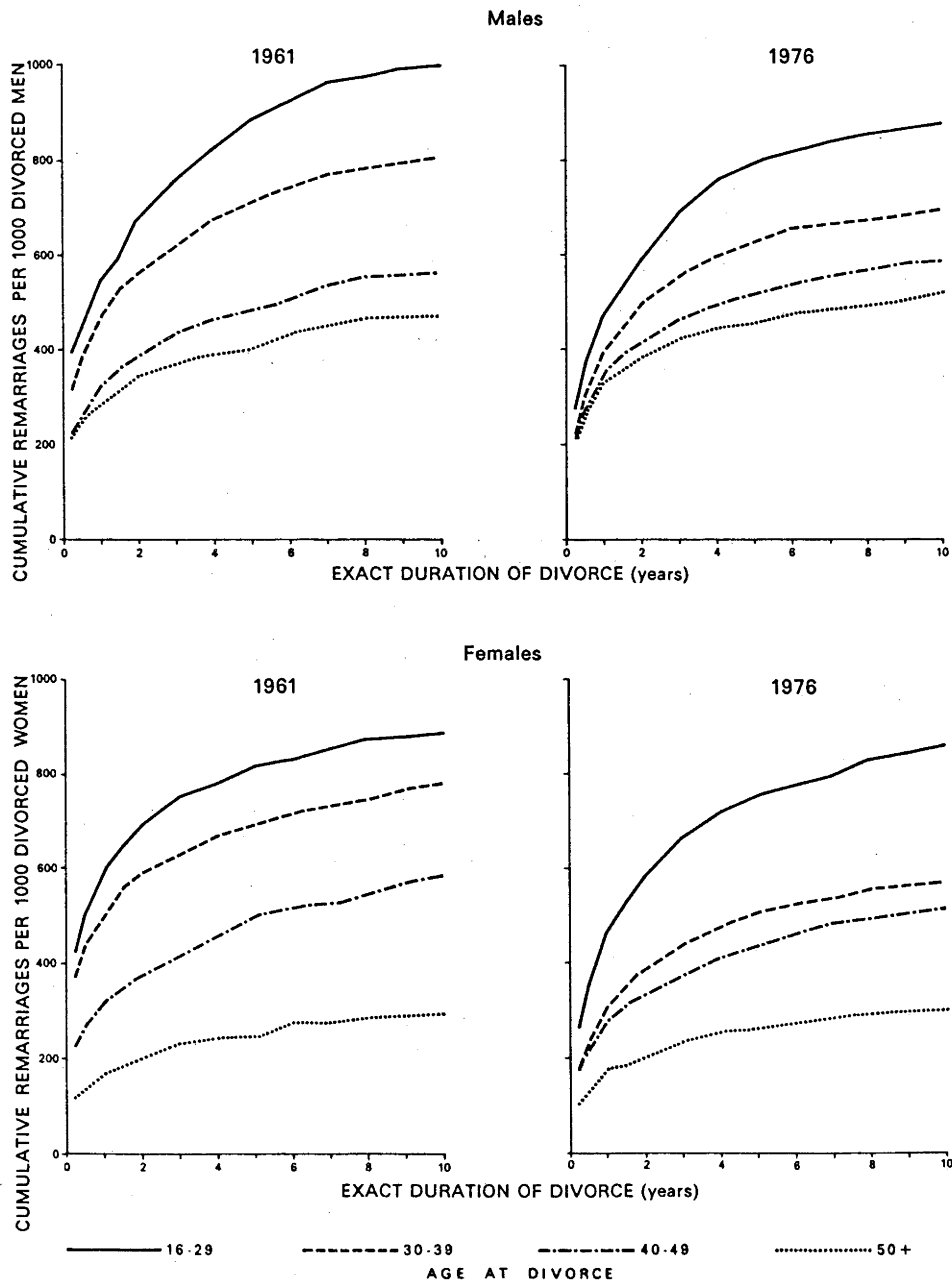 Males
1961
1976
CUMULATIVE REMARRIAGES PER 1000 DIVORCED MEN
1000
800
600
400
200
0
0 2 4 6 8 10
0 2 4 6 8 10
EXACT DURATION OF DIVORCE (years)
Females
1961
1976
CUMULATIVE REMARRIAGES PER 1000 DIVORCED WOMEN
1000
800
600
400
200
0
0 2 4 6 8 10
0 2 4 6 8 10
EXACT DURATION OF DIVORCE (years)
16-29 30-39 40-49 50+
AGE AT DIVORCE